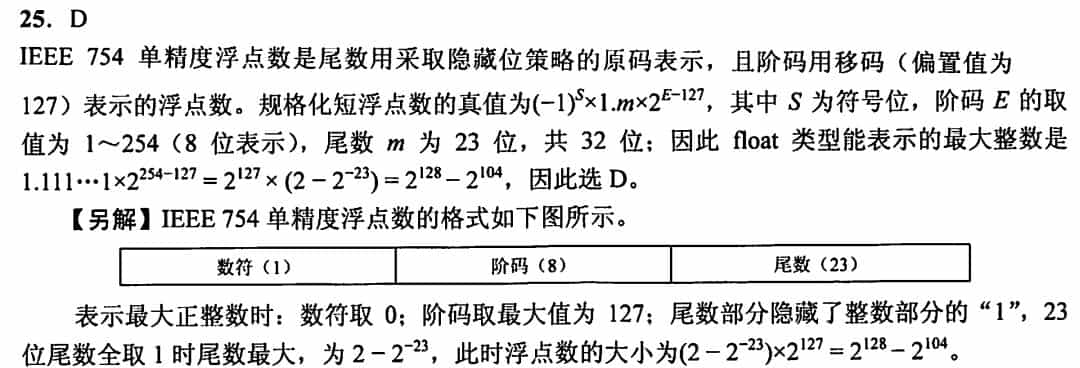 25. D
IEEE 754 单精度浮点数是尾数用采取隐藏位策略的原码表示，且阶码用移码（偏置值为
127）表示的浮点数。规格化短浮点数的真值为(−1)^S×1.m×2^{E−127}，其中 S 为符号位，阶码 E 的取
值为 1～254（8 位表示），尾数 m 为 23 位，共 32 位；因此 float 类型能表示的最大整数是
1.111⋯1×2^{254−127} = 2^{127} × (2 − 2^{−23}) = 2^{128} − 2^{104}，因此选 D。
【另解】IEEE 754 单精度浮点数的格式如下图所示。
数符（1） 阶码（8） 尾数（23）
表示最大正整数时：数符取 0；阶码取最大值为 127；尾数部分隐藏了整数部分的“1”，23
位尾数全取 1 时尾数最大，为 2 − 2^{−23}，此时浮点数的大小为(2 − 2^{−23})×2^{127} = 2^{128} − 2^{104}。